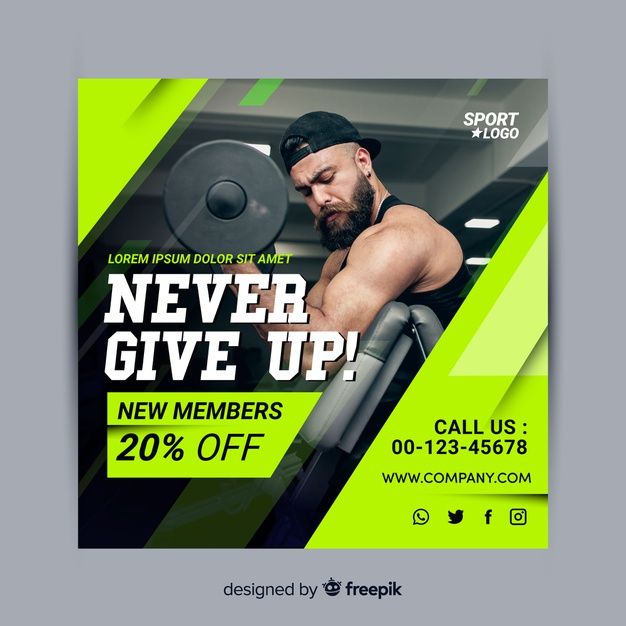 SPORT
★LOGO
LOREM IPSUM DOLOR SIT AMET
NEVER
GIVE UP!
NEW MEMBERS
20% OFF
CALL US :
00-123-45678
WWW.COMPANY.COM
designed by freepik